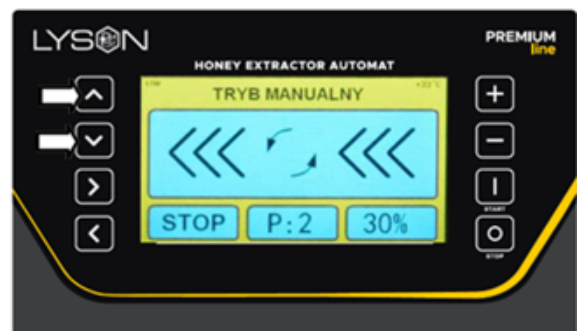 LYSON
PREMIUM
line
HONEY EXTRACTOR AUTOMAT
TRYB MANUALNY
STOP P:2 30%
START
STOP